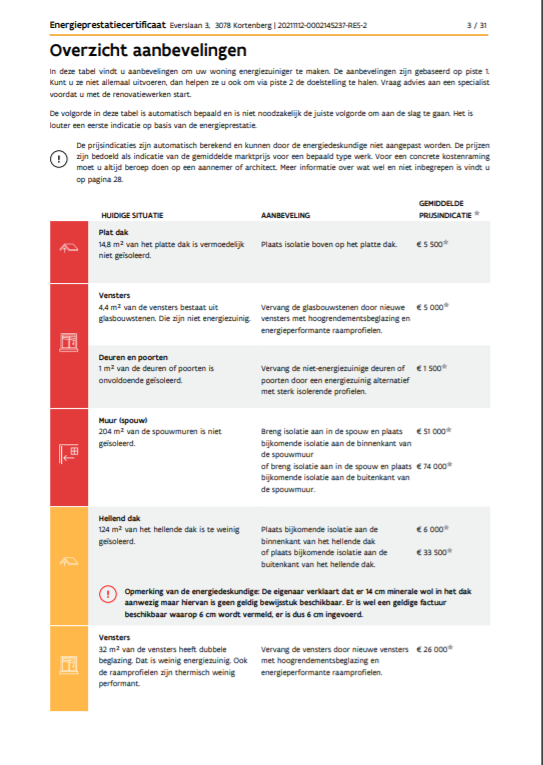 Energieprestatiecertificaat Everslaan 3, 3078 Kortenberg | 20211112-0002145237-RES-2 3 / 31
Overzicht aanbevelingen
In deze tabel vindt u aanbevelingen om uw woning energiezuiniger te maken. De aanbevelingen zijn gebaseerd op piste 1.
Kunt u ze niet allemaal uitvoeren, dan helpen ze u ook om via piste 2 de doelstelling te halen. Vraag advies aan een specialist
voordat u met de renovatiewerken start.
De volgorde in deze tabel is automatisch bepaald en is niet noodzakelijk de juiste volgorde om aan de slag te gaan. Het is
louter een eerste indicatie op basis van de energieprestatie.
De prijsindicaties zijn automatisch berekend en kunnen door de energiedeskundige niet aangepast worden. De prijzen
zijn bedoeld als indicatie van de gemiddelde marktprijs voor een bepaald type werk. Voor een concrete kostenraming
moet u altijd beroep doen op een aannemer of architect. Meer informatie over wat wel en niet inbegrepen is vindt u
op pagina 28.
GEMIDDELDE
HUIDIGE SITUATIE AANBEVELING PRIJSINDICATIE *
Plat dak
14,8 m² van het platte dak is vermoedelijk Plaats isolatie boven op het platte dak. € 5 500*
niet geïsoleerd.
Vensters
4,4 m² van de vensters bestaat uit Vervang de glasbouwstenen door nieuwe € 5 000*
glasbouwstenen. Die zijn niet energiezuinig. vensters met hoogrendementsbeglazing en
energieperformante raamprofielen.
Deuren en poorten
1 m² van de deuren of poorten is Vervang de niet-energiezuinige deuren of € 1 500*
onvoldoende geïsoleerd. poorten door een energiezuinig alternatief
met sterk isolerende profielen.
Muur (spouw)
204 m² van de spouwmuren is niet Breng isolatie aan in de spouw en plaats € 51 000*
geïsoleerd. bijkomende isolatie aan de binnenkant van
de spouwmuur
of breng isolatie aan in de spouw en plaats € 74 000*
bijkomende isolatie aan de buitenkant van
de spouwmuur.
Hellend dak
124 m² van het hellende dak is te weinig Plaats bijkomende isolatie aan de € 6 000*
geïsoleerd. binnenkant van het hellende dak
of plaats bijkomende isolatie aan de € 33 500*
buitenkant van het hellende dak.
Opmerking van de energiedeskundige: De eigenaar verklaart dat er 14 cm minerale wol in het dak
aanwezig maar hiervan is geen geldig bewijsstuk beschikbaar. Er is wel een geldige factuur
beschikbaar waarop 6 cm wordt vermeld, er is dus 6 cm ingevoerd.
Vensters
32 m² van de vensters heeft dubbele Vervang de vensters door nieuwe vensters € 26 000*
beglazing. Dat is weinig energiezuinig. Ook met hoogrendementsbeglazing en
de raamprofielen zijn thermisch weinig energieperformante raamprofielen.
performant.